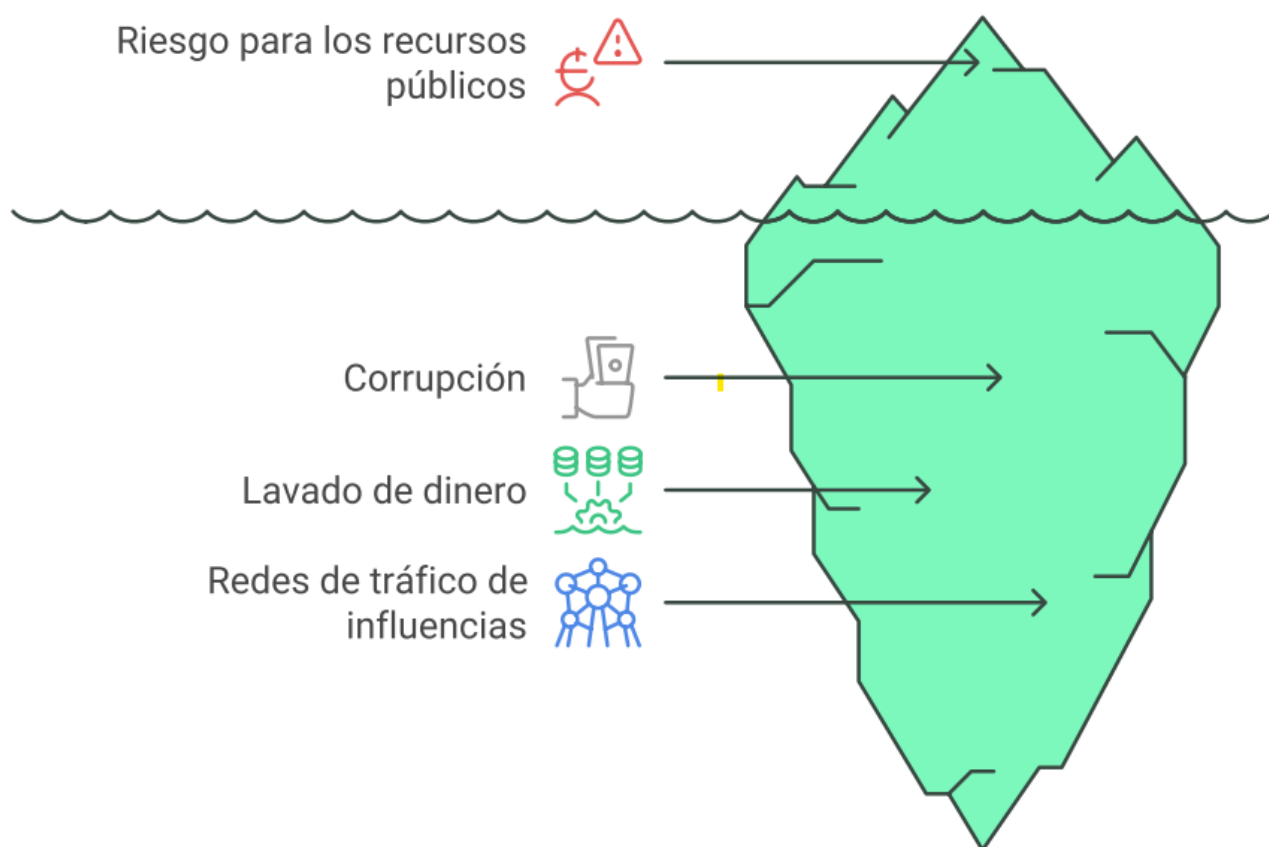 Riesgo para los recursos
públicos
Corrupción
Lavado de dinero
Redes de tráfico de
influencias